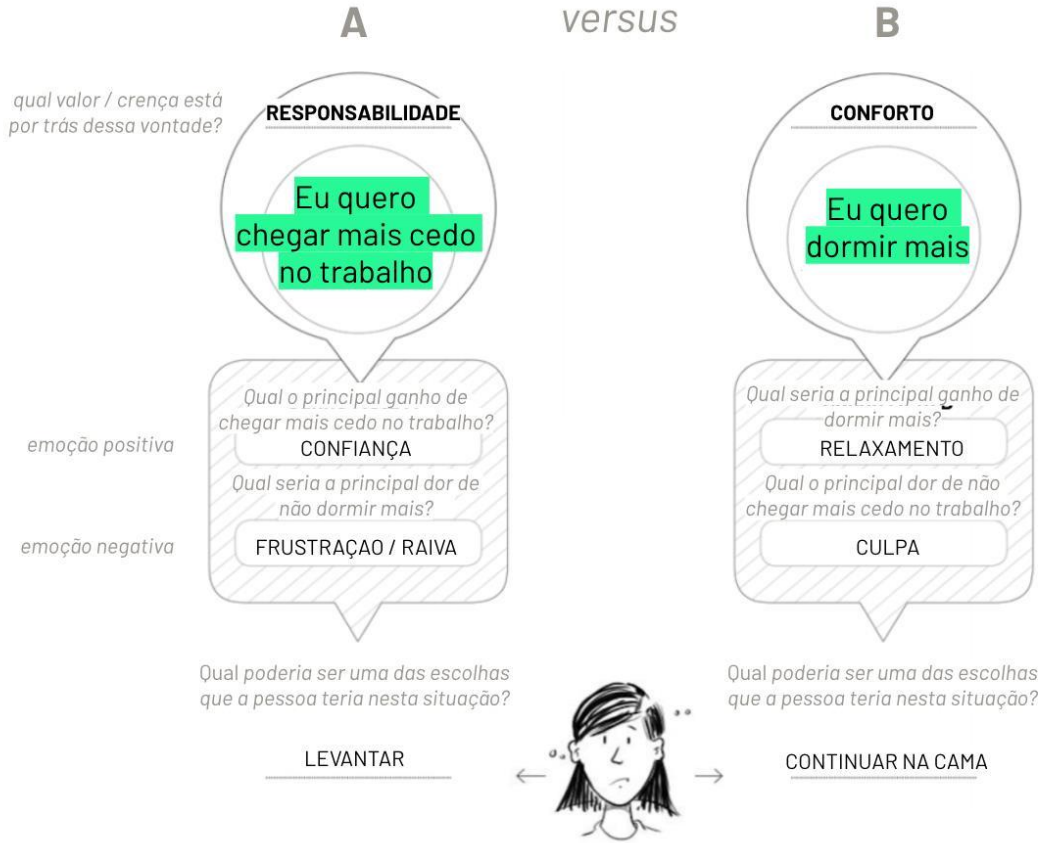 A
versus
B
qual valor / crença está
por trás dessa vontade?
RESPONSABILIDADE
Eu quero
chegar mais cedo
no trabalho
CONFORTO
Eu quero
dormir mais
Qual o principal ganho de
chegar mais cedo no trabalho?
emoção positiva
CONFIANÇA
Qual seria a principal dor de
não dormir mais?
emoção negativa
FRUSTRAÇAO / RAIVA
Qual seria a principal ganho de
dormir mais?
RELAXAMENTO
Qual o principal dor de não
chegar mais cedo no trabalho?
CULPA
Qual poderia ser uma das escolhas
que a pessoa teria nesta situação?
LEVANTAR
Qual poderia ser uma das escolhas
que a pessoa teria nesta situação?
CONTINUAR NA CAMA